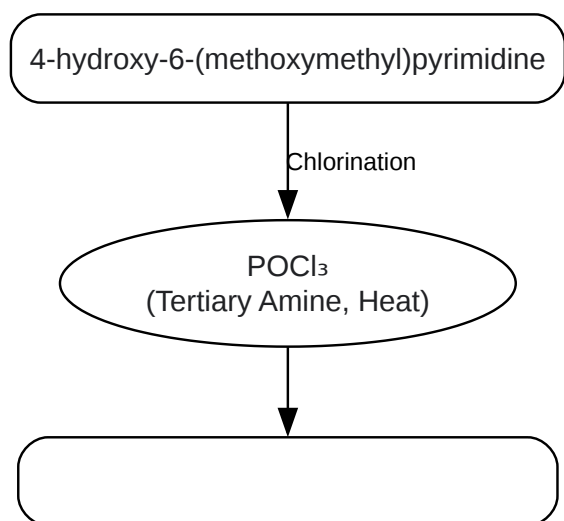 4-hydroxy-6-(methoxymethyl)pyrimidine
Chlorination
POCl₃
(Tertiary Amine, Heat)